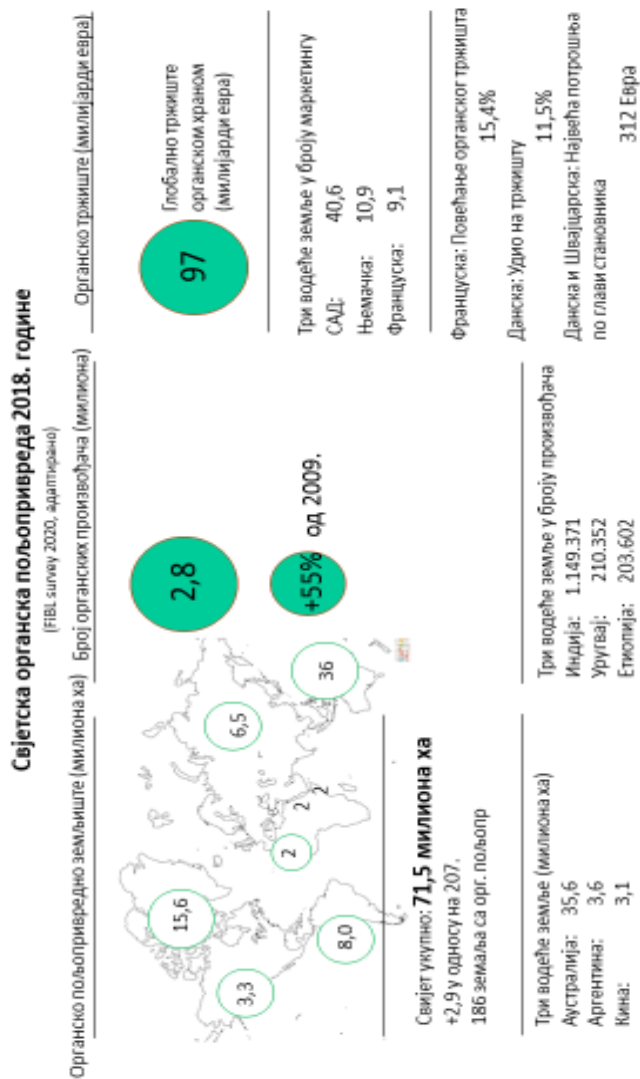 Свјетска органска пољопривреда 2018. године
(FIBL survey 2020, адаптирано)
Органско пољопривредно земљиште (милиона ха)
15,6
3,3
8,0
2
2
2
6,5
36
Свијет укупно: 71,5 милиона ха
+2,9 у односу на 207.
186 земаља са орг. пољопр
Три водеће земље (милиона ха)
Аустралија: 35,6
Аргентина: 3,6
Кина: 3,1
Број органских произвођача (милиона)
2,8
+55% од 2009.
Три водеће земље у броју произвођача
Индија: 1.149.371
Уругвај: 210.352
Етиопија: 203.602
Органско тржиште (милијарди евра)
97
Глобално тржиште
органском храном
(милијарди евра)
Три водеће земље у броју маркетингу
САД: 40,6
Њемачка: 10,9
Француска: 9,1
Француска: Повећање органског тржишта
15,4%
Данска: Удио на тржишту
11,5%
Данска и Швајцарска: Највећа потрошња
по глави становника
312 Евра